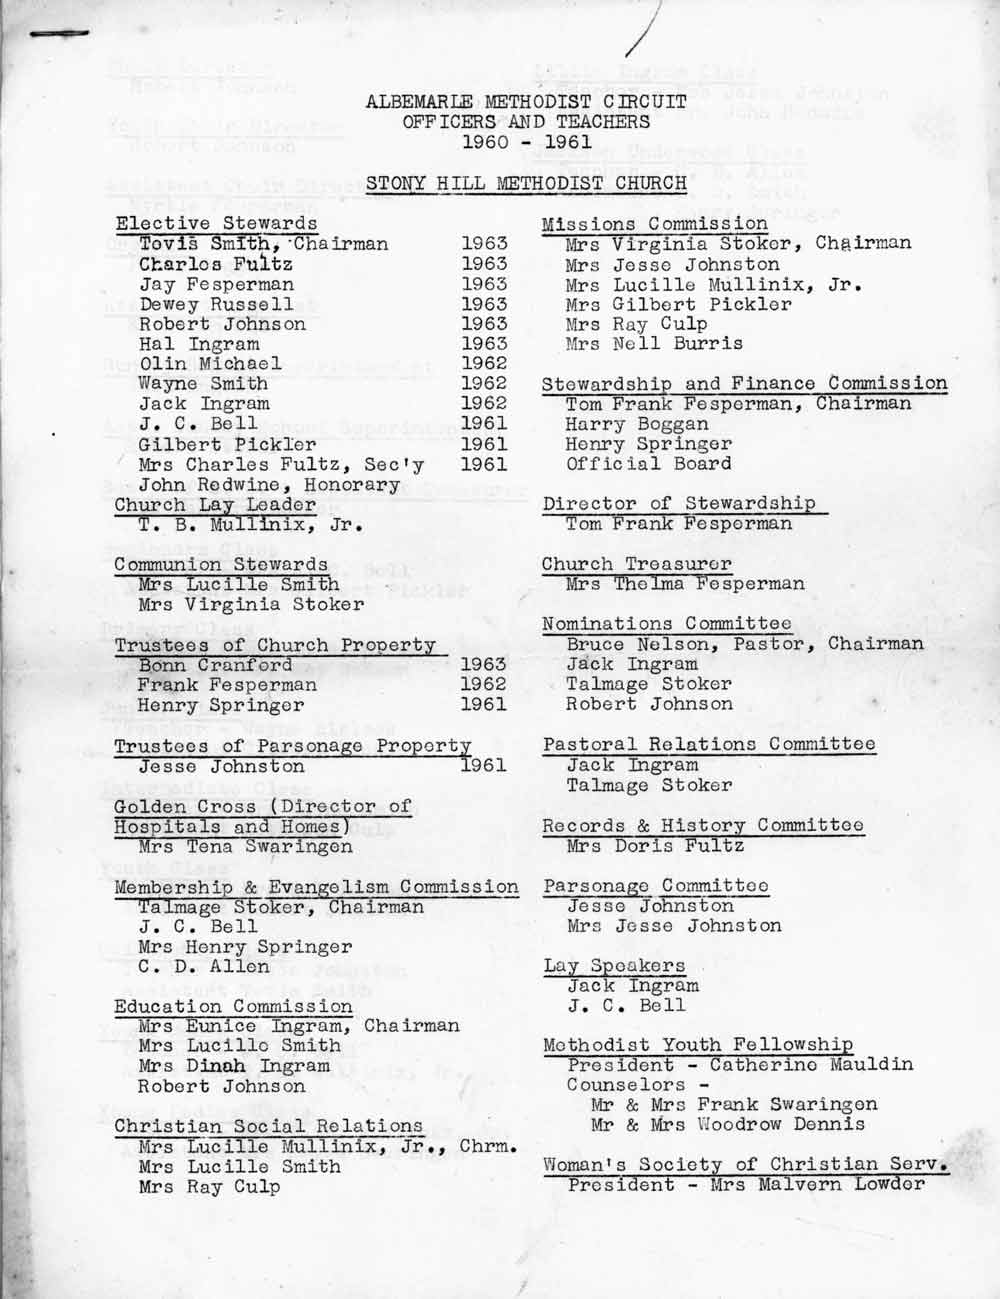 ALBEMARLE METHODIST CIRCUIT
OFFICERS AND TEACHERS
1960 - 1961
STONY HILL METHODIST CHURCH
Elective Stewards
Tovis Smith, Chairman 1963
Charles Fultz 1963
Jay Fesperman 1963
Dewey Russell 1963
Robert Johnson 1963
Hal Ingram 1963
Olin Michael 1962
Wayne Smith 1962
Jack Ingram 1962
J. C. Bell 1961
Gilbert Pickler 1961
Mrs Charles Fultz, Sec'y 1961
John Redwine, Honorary
Church Lay Leader
T. B. Mullinix, Jr.
Communion Stewards
Mrs Lucille Smith
Mrs Virginia Stoker
Trustees of Church Property
Bonn Cranford 1963
Frank Fesperman 1962
Henry Springer 1961
Trustees of Parsonage Property
Jesse Johnston 1961
Golden Cross (Director of
Hospitals and Homes)
Mrs Tena Swaringen
Membership & Evangelism Commission
Talmage Stoker, Chairman
J. C. Bell
Mrs Henry Springer
C. D. Allen
Education Commission
Mrs Eunice Ingram, Chairman
Mrs Lucille Smith
Mrs Dinah Ingram
Robert Johnson
Christian Social Relations
Mrs Lucille Mullinix, Jr., Chrm.
Mrs Lucille Smith
Mrs Ray Culp
Missions Commission
Mrs Virginia Stoker, Chairman
Mrs Jesse Johnston
Mrs Lucille Mullinix, Jr.
Mrs Gilbert Pickler
Mrs Ray Culp
Mrs Nell Burris
Stewardship and Finance Commission
Tom Frank Fesperman, Chairman
Harry Boggan
Henry Springer
Official Board
Director of Stewardship
Tom Frank Fesperman
Church Treasurer
Mrs Thelma Fesperman
Nominations Committee
Bruce Nelson, Pastor, Chairman
Jack Ingram
Talmage Stoker
Robert Johnson
Pastoral Relations Committee
Jack Ingram
Talmage Stoker
Records & History Committee
Mrs Doris Fultz
Parsonage Committee
Jesse Johnston
Mrs Jesse Johnston
Lay Speakers
Jack Ingram
J. C. Bell
Methodist Youth Fellowship
President - Catherine Mauldin
Counselors -
Mr & Mrs Frank Swaringen
Mr & Mrs Woodrow Dennis
Woman's Society of Christian Serv.
President - Mrs Malvern Lowder